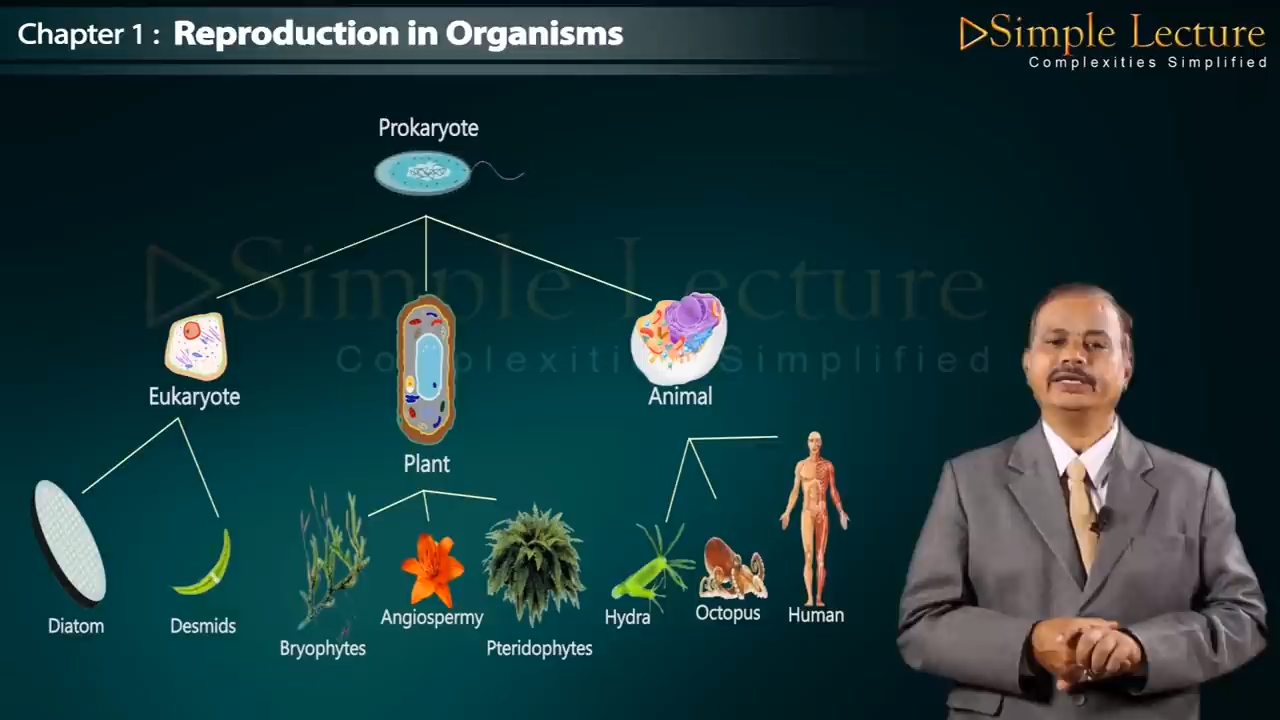 Chapter 1 : Reproduction in Organisms
Simple Lecture
Complexities Simplified
Prokaryote
Simple Lecture
Complexities Simplified
Eukaryote
Animal
Plant
Diatom
Desmids
Bryophytes
Angiospermy
Pteridophytes
Hydra
Octopus
Human